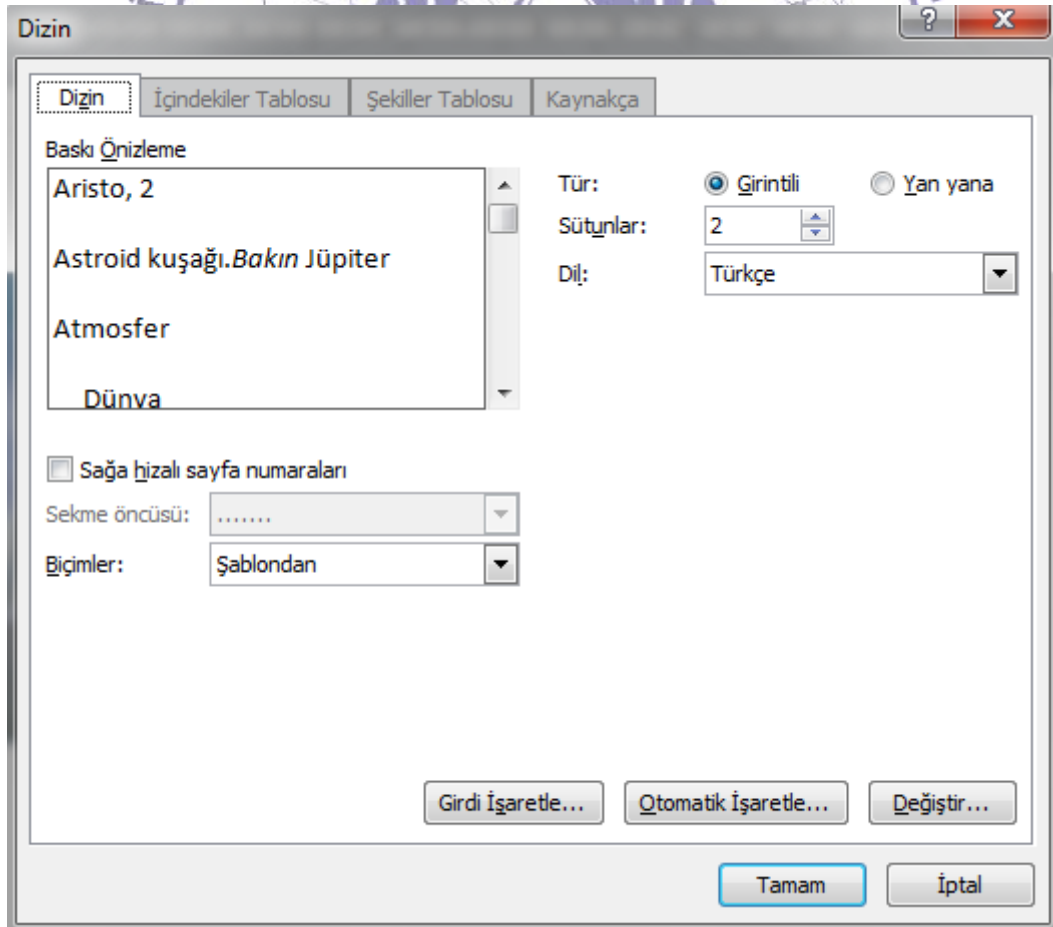 Dizin
Dizin İçindekiler Tablosu Şekiller Tablosu Kaynakça
Baskı Önizleme
Aristo, 2
Astroid kuşağı.Bakın Jüpiter
Atmosfer
Dünya
Tür: Girintili Yan yana
Sütunlar: 2
Dil: Türkçe
Sağa hizalı sayfa numaraları
Sekme öncüsü: .......
Biçimler: Şablondan
Girdi İşaretle... Otomatik İşaretle... Değiştir...
Tamam İptal